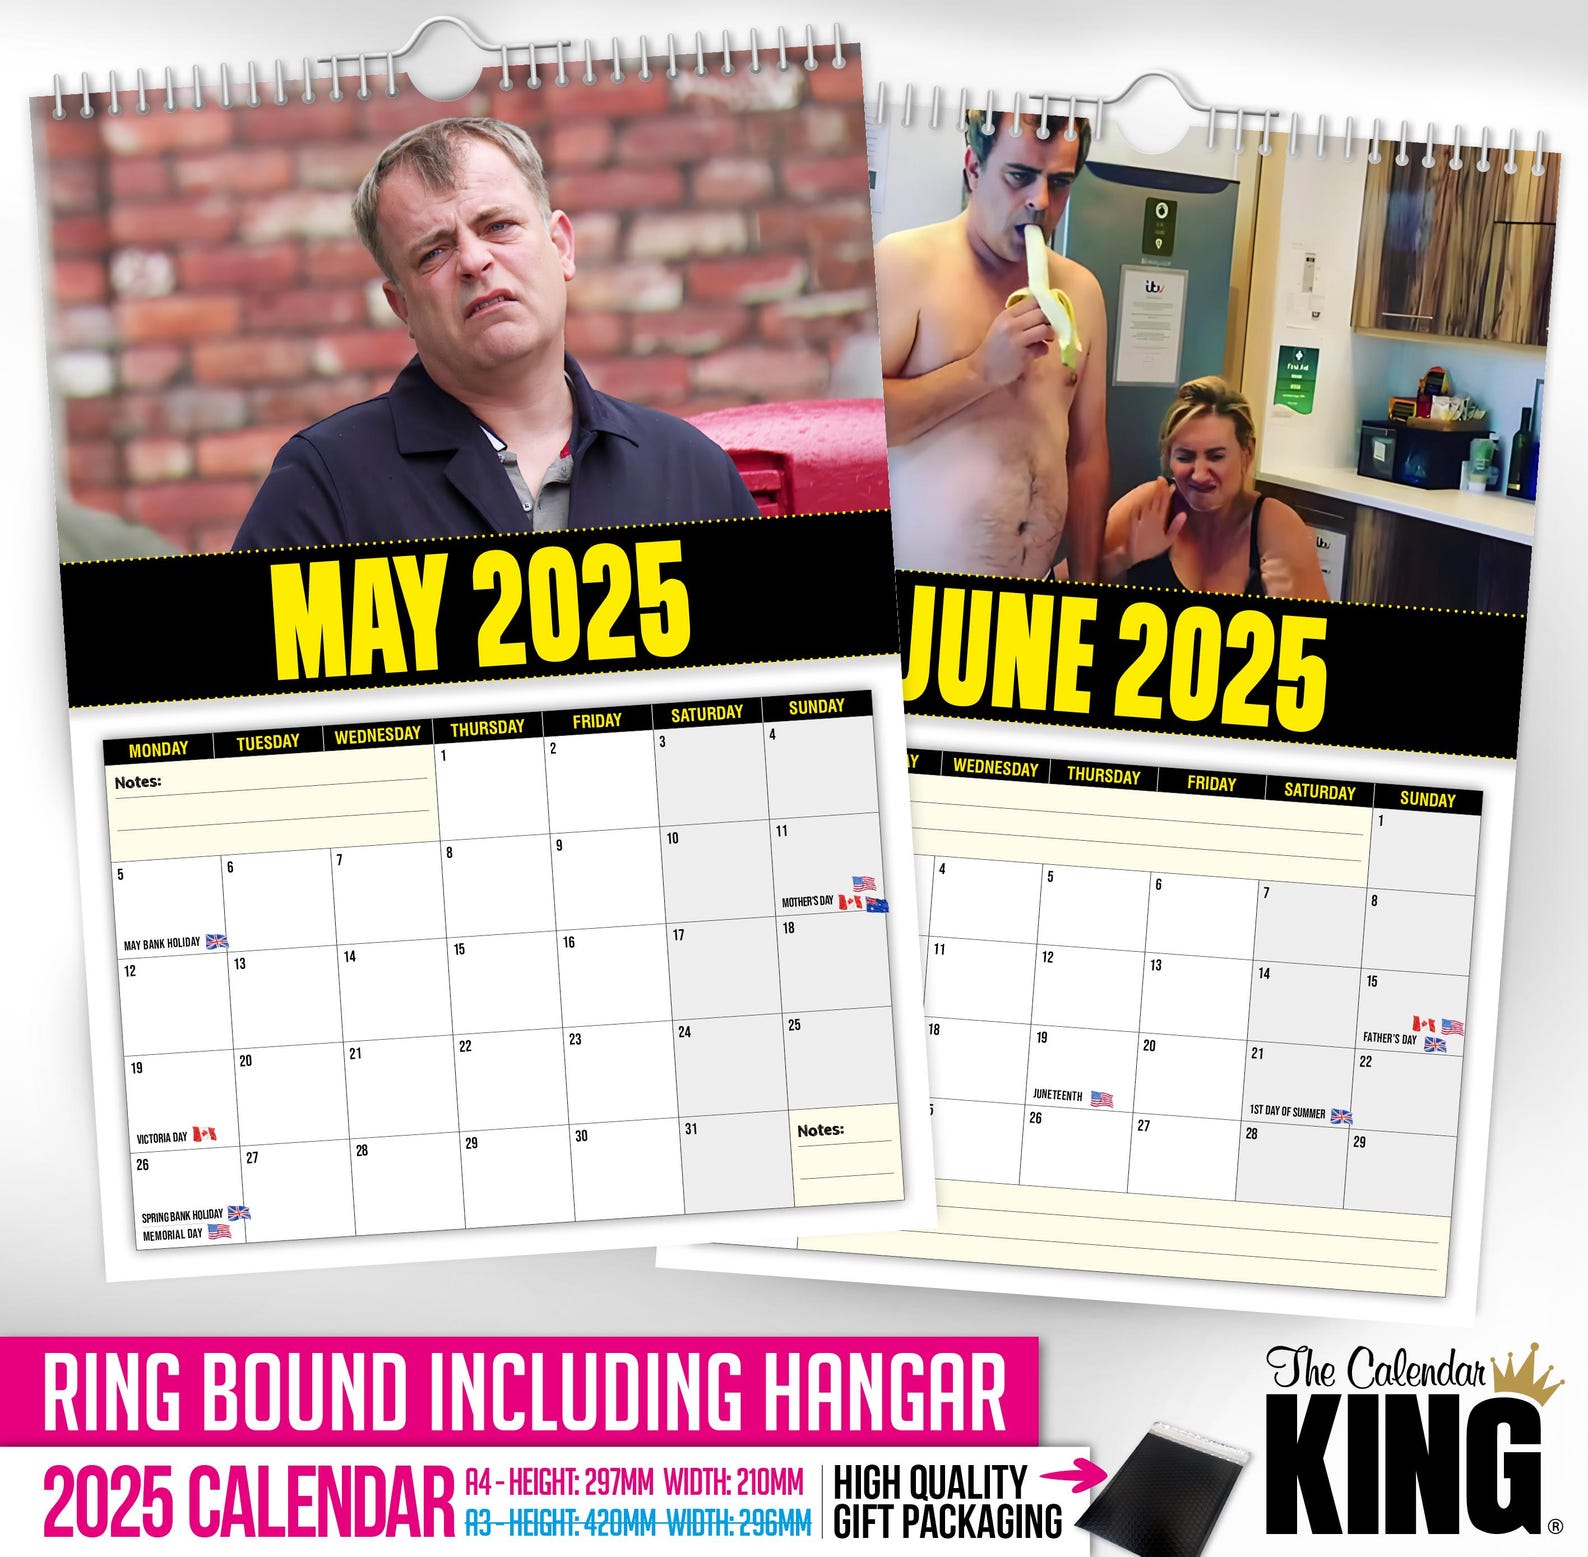 MAY 2025
MONDAY TUESDAY WEDNESDAY THURSDAY FRIDAY SATURDAY SUNDAY
Notes:
1 2 3 4
5 6 7 8 9 10 11
MAY BANK HOLIDAY
MOTHER'S DAY
12 13 14 15 16 17 18
19 20 21 22 23 24 25
VICTORIA DAY
26 27 28 29 30 31
Notes:
SPRING BANK HOLIDAY
MEMORIAL DAY
itv
itv
JUNE 2025
AY WEDNESDAY THURSDAY FRIDAY SATURDAY SUNDAY
1
4 5 6 7 8
11 12 13 14 15
FATHER'S DAY
18 19 20 21 22
JUNETEENTH
1ST DAY OF SUMMER
5 26 27 28 29
RING BOUND INCLUDING HANGAR
2025 CALENDAR
A4 - HEIGHT: 297MM WIDTH: 210MM
A3 - HEIGHT: 420MM WIDTH: 296MM
HIGH QUALITY
GIFT PACKAGING
The Calendar
KING®